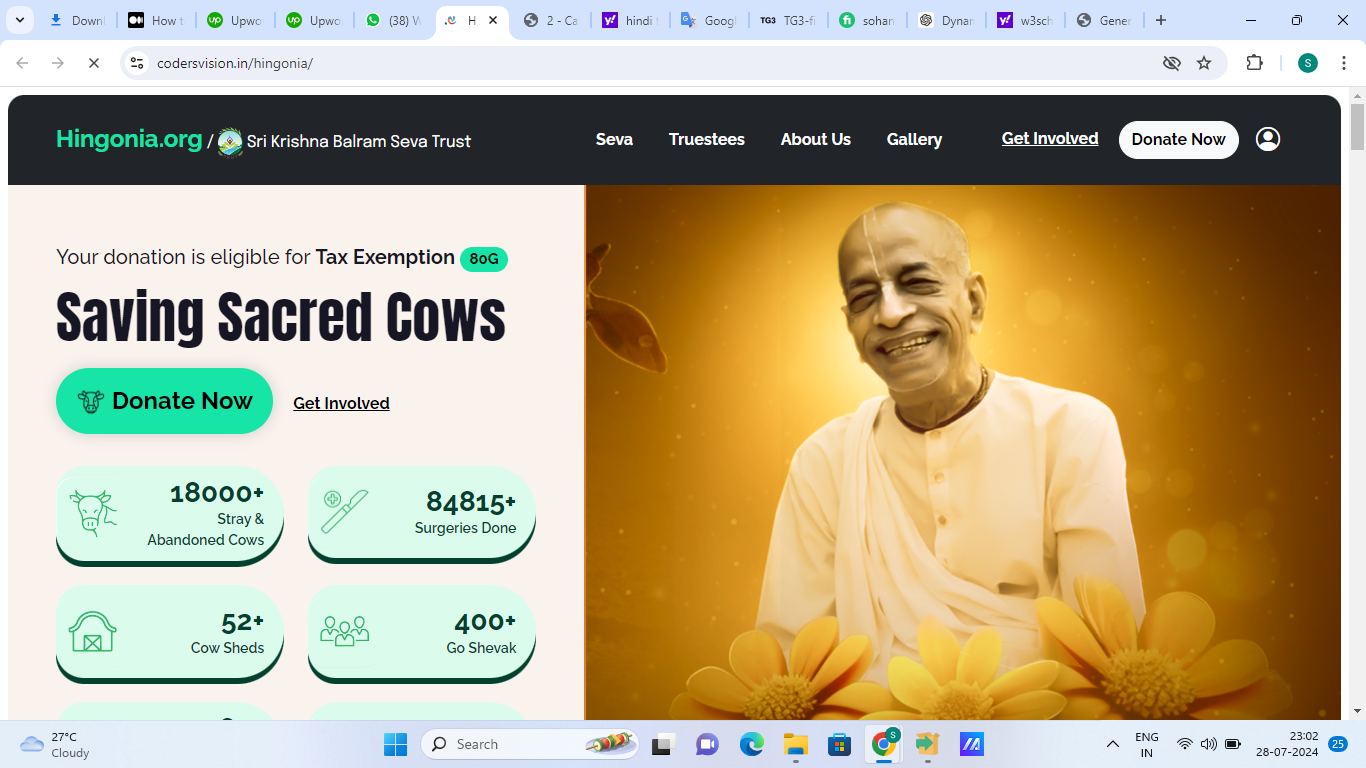 Downl
How t
Upwo
Upwo
(38) W
H
2 - Ca
hindi t
Googl
TG3 TG3-fi
sohan
Dynar
w3sch
Gener
codersvision.in/hingonia/
S
Hingonia.org / Sri Krishna Balram Seva Trust
Seva
Truestees
About Us
Gallery
Get Involved
Donate Now
Your donation is eligible for Tax Exemption 80G
Saving Sacred Cows
Donate Now
Get Involved
18000+
Stray &
Abandoned Cows
84815+
Surgeries Done
52+
Cow Sheds
400+
Go Shevak
27°C
Cloudy
Search
S
ENG
IN
23:02
28-07-2024
25